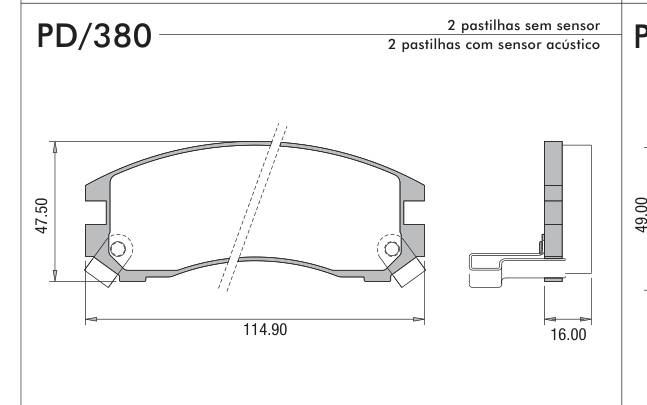 PD/380
2 pastilhas sem sensor
2 pastilhas com sensor acústico
P
47.50
114.90
16.00
49.00